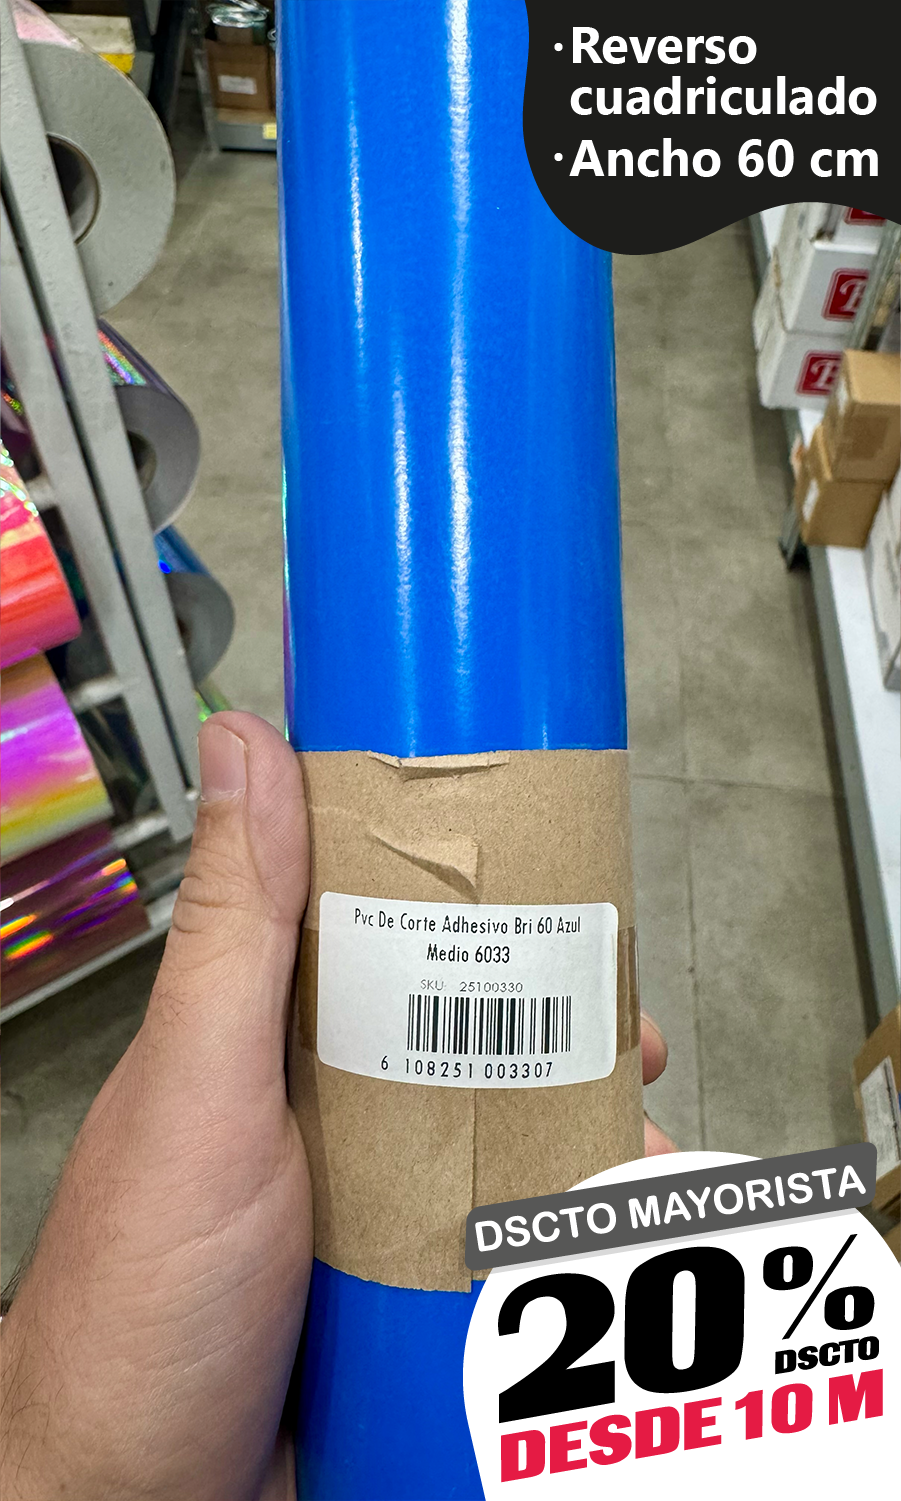 · Reverso
cuadriculado
· Ancho 60 cm
Pvc De Corte Adhesivo Bri 60 Azul
Medio 6033
SKU: 25100330
6 108251 003307
DSCTO MAYORISTA
20%
DSCTO
DESDE 10 M